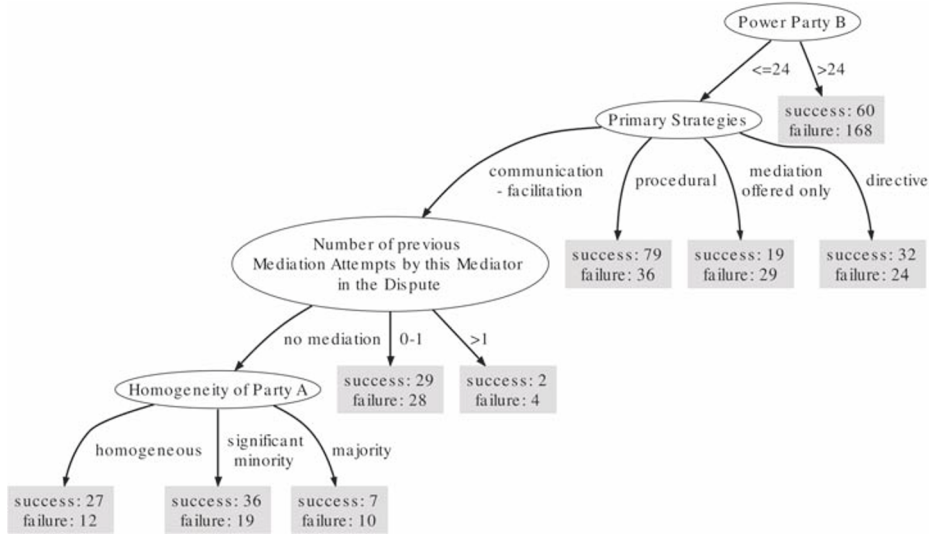 Power Party B
<=24
>24
success: 60
failure: 168
Primary Strategies
communication
- facilitation
procedural
mediation
offered only
directive
success: 79
failure: 36
success: 19
failure: 29
success: 32
failure: 24
Number of previous
Mediation Attempts by this Mediator
in the Dispute
no mediation
0-1
>1
success: 29
failure: 28
success: 2
failure: 4
Homogeneity of Party A
homogeneous
significant
minority
majority
success: 27
failure: 12
success: 36
failure: 19
success: 7
failure: 10